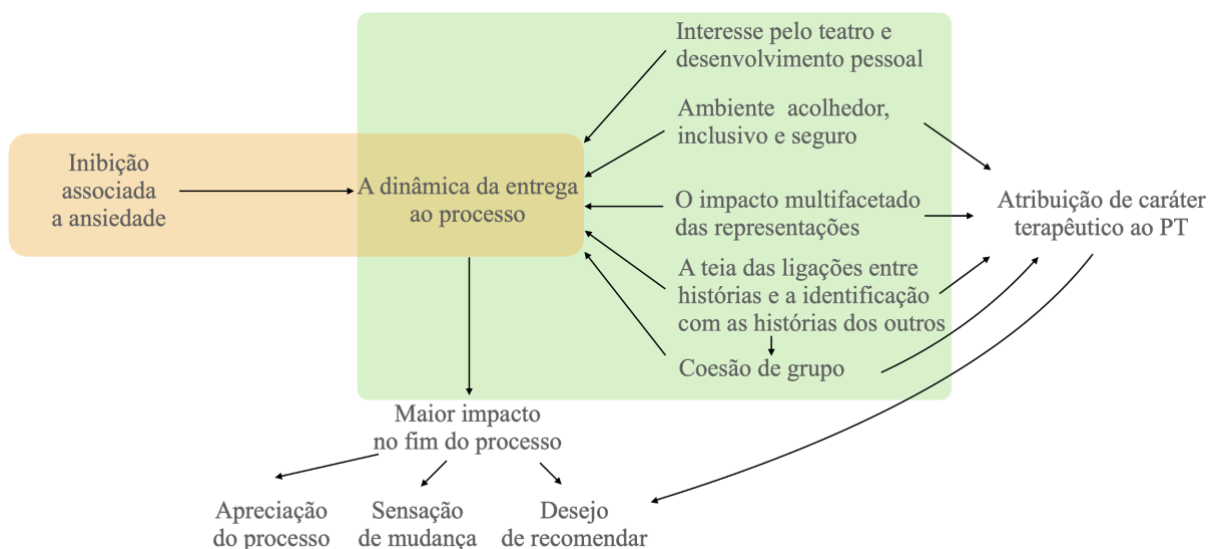 Interesse pelo teatro e
desenvolvimento pessoal
Ambiente acolhedor,
inclusivo e seguro
Inibição
associada
a ansiedade
A dinâmica da entrega
ao processo
O impacto multifacetado
das representações
Atribuição de caráter
terapêutico ao PT
A teia das ligações entre
histórias e a identificação
com as histórias dos outros
Coesão de grupo
Maior impacto
no fim do processo
Apreciação
do processo
Sensação
de mudança
Desejo
de recomendar